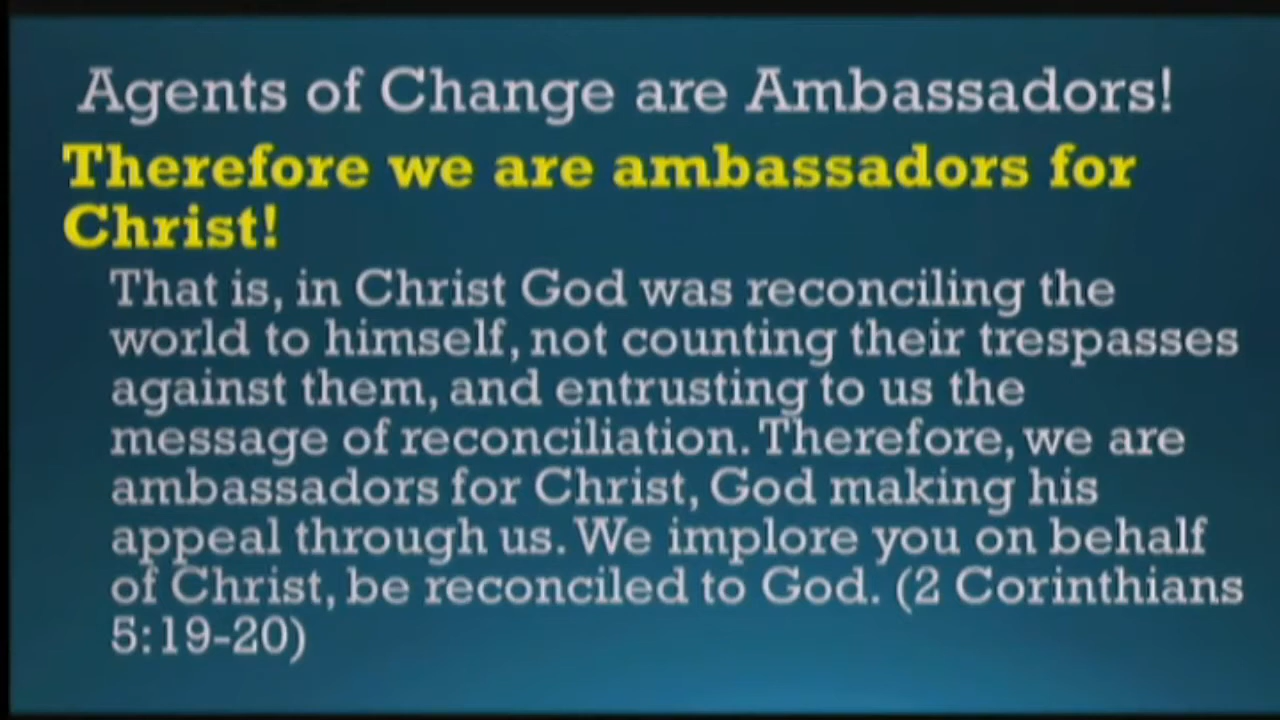 Agents of Change are Ambassadors!
Therefore we are ambassadors for
Christ!
That is, in Christ God was reconciling the
world to himself, not counting their trespasses
against them, and entrusting to us the
message of reconciliation. Therefore, we are
ambassadors for Christ, God making his
appeal through us. We implore you on behalf
of Christ, be reconciled to God. (2 Corinthians
5:19-20)